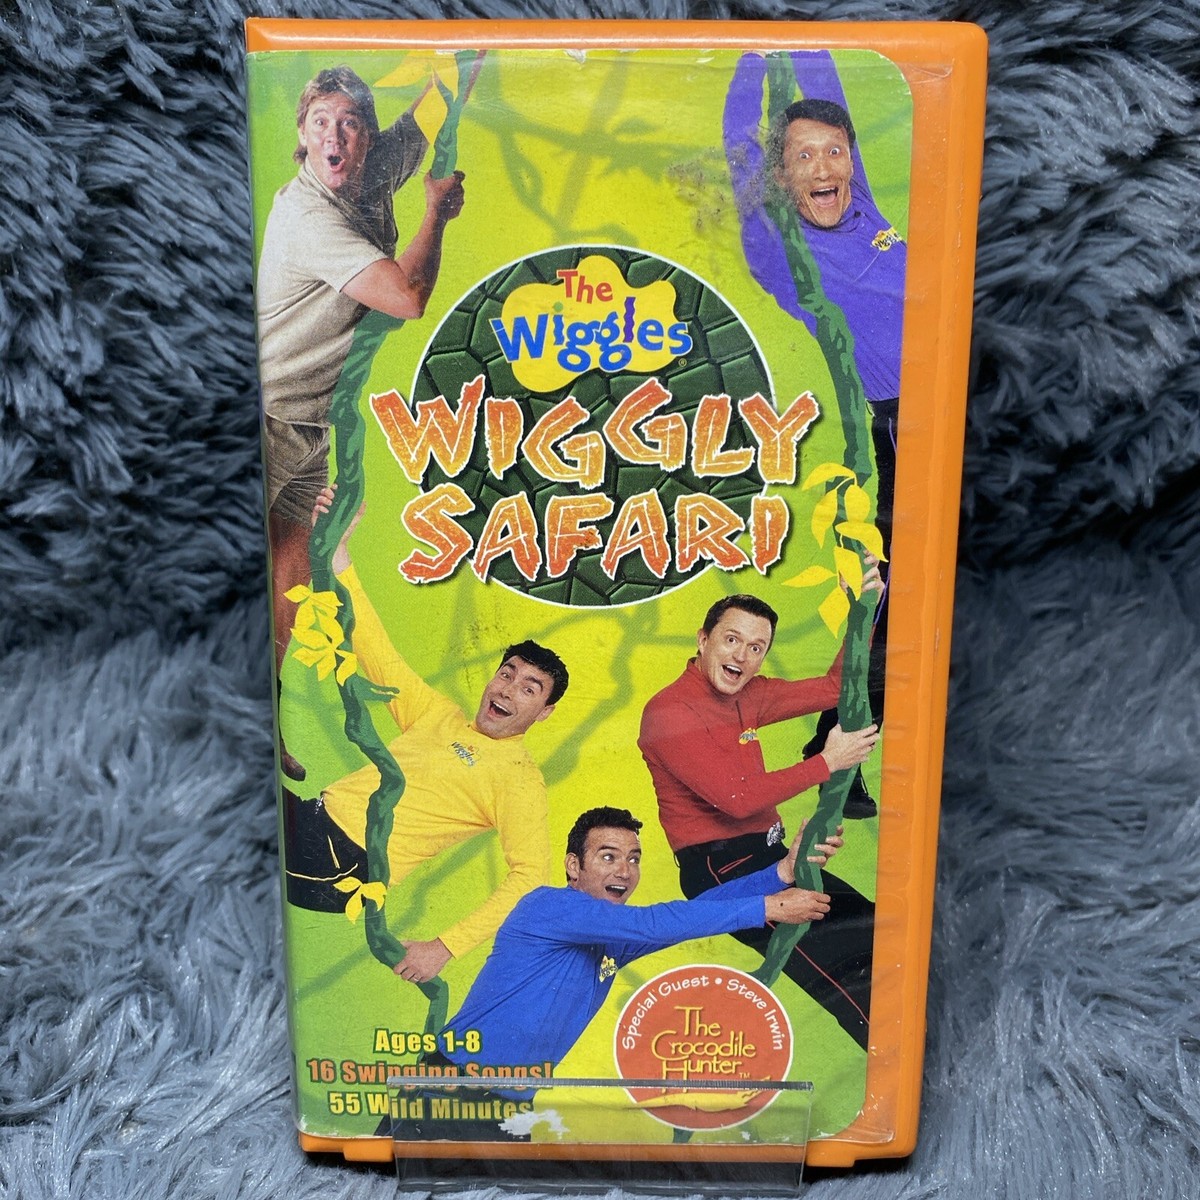 The
Wiggles
®
WIGGLY
SAFARI
Ages 1-8
16 Swinging Songs!
55 Wild Minutes
Special Guest • Steve Irwin
The
Crocodile
Hunter™